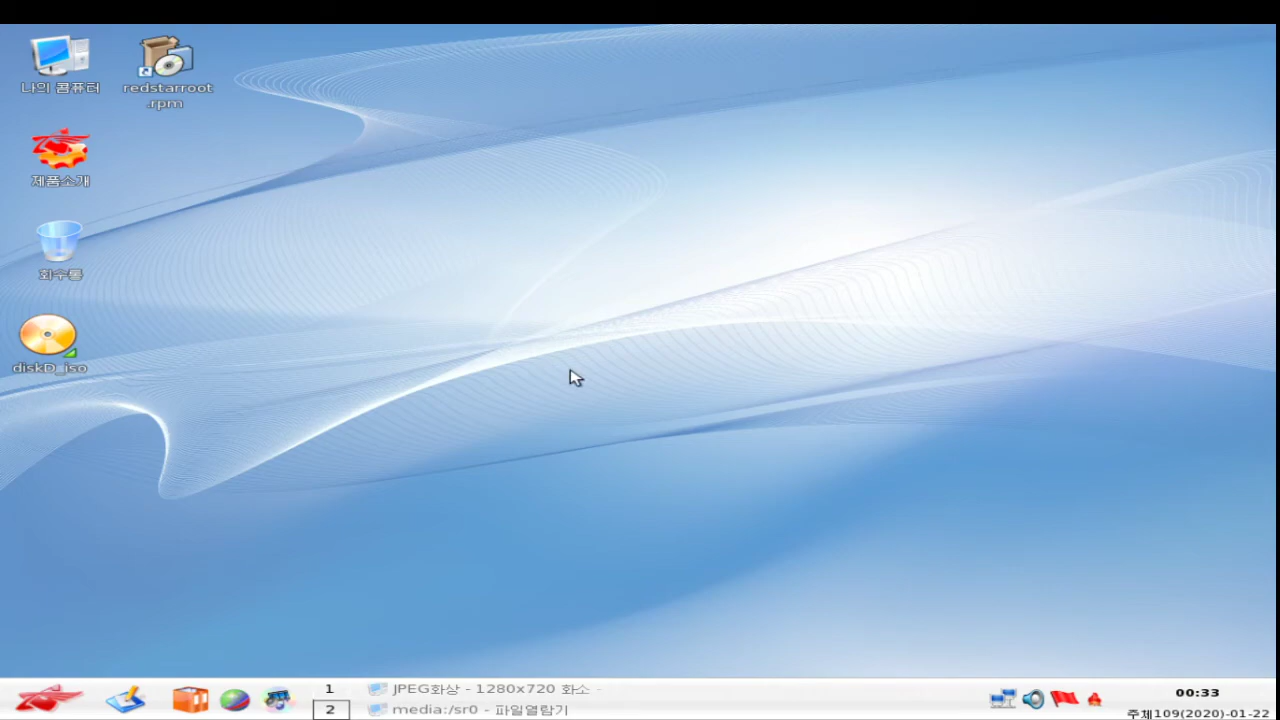 나의 콤퓨터
redstarroot
.rpm
제품소개
회수통
diskD_iso
1
2
JPEG화상 - 1280x720 화소 -
media:/sr0 - 파일열람기
00:33
주체109(2020)-01-22